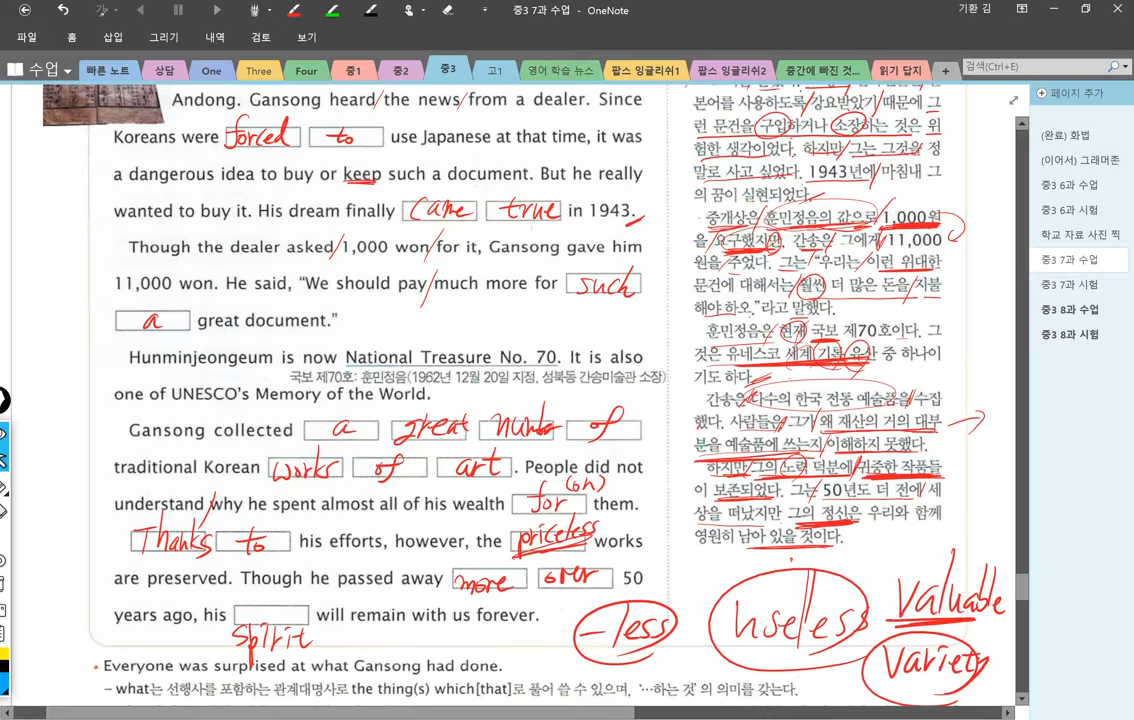 중3 7과 수업 - OneNote
기환 김
파일 홈 삽입 그리기 내역 검토 보기
수업 빠른 노트 상담 One Three Four 중1 중2 중3 고1 영어 학습 뉴스 팝스 잉글리쉬1 팝스 잉글리쉬2 중간에 빠진 것... 읽기 답지 + 검색(Ctrl+E)
Andong. Gansong heard the news from a dealer. Since
Koreans were forced to use Japanese at that time, it was
a dangerous idea to buy or keep such a document. But he really
wanted to buy it. His dream finally came true in 1943.
Though the dealer asked 1,000 won for it, Gansong gave him
11,000 won. He said, “We should pay much more for such
a great document.”
Hunminjeongeum is now National Treasure No. 70. It is also
국보 제70호: 훈민정음(1962년 12월 20일 지정, 성북동 간송미술관 소장)
one of UNESCO’s Memory of the World.
Gansong collected a great number of
traditional Korean works of art. People did not
understand why he spent almost all of his wealth for (on) them.
Thanks to his efforts, however, the priceless works
are preserved. Though he passed away more over 50
years ago, his spirit will remain with us forever.
• Everyone was surprised at what Gansong had done.
– what는 선행사를 포함하는 관계대명사로 the thing(s) which[that]로 풀어 쓸 수 있으며, ‘…하는 것’의 의미를 갖는다.
본어를 사용하도록 강요받았기 때문에 그
런 문건을 구입하거나 소장하는 것은 위
험한 생각이었다. 하지만 그는 그것을 정
말로 사고 싶었다. 1943년에 마침내 그
의 꿈이 실현되었다.
중개상은 훈민정음의 값으로 1,000원
을 요구했지만, 간송은 그에게 11,000
원을 주었다. 그는 “우리는 이런 위대한
문건에 대해서는 훨씬 더 많은 돈을 지불
해야 하오.”라고 말했다.
훈민정음은 현재 국보 제70호이다. 그
것은 유네스코 세계 기록 유산 중 하나이
기도 하다.
간송은 다수의 한국 전통 예술품을 수집
했다. 사람들은 그가 왜 재산의 거의 대부
분을 예술품에 쓰는지 이해하지 못했다.
하지만 그의 노력 덕분에 귀중한 작품들
이 보존되었다. 그는 50년도 더 전에 세
상을 떠났지만 그의 정신은 우리와 함께
영원히 남아 있을 것이다.
-less
useless
valuable
variety
페이지 추가
(완료) 화법
(이어서) 그래머존
중3 6과 수업
중3 6과 시험
학교 자료 사진 찍
중3 7과 수업
중3 7과 시험
중3 8과 수업
중3 8과 시험